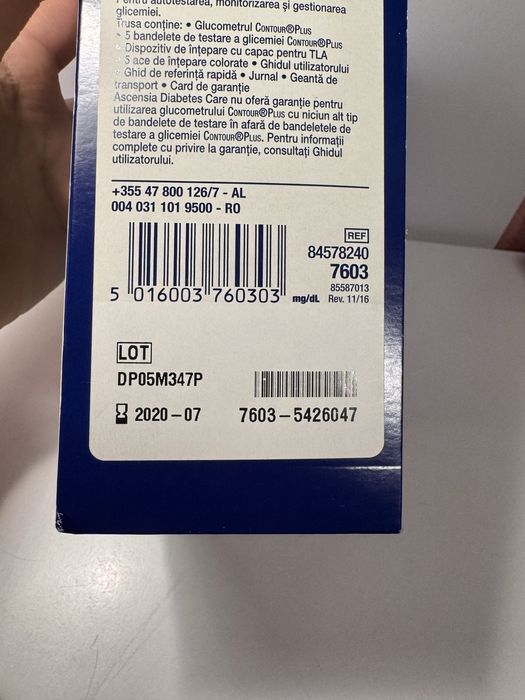 Pentru autotestarea, monitorizarea și gestionarea
glicemiei.
Trusa conține: • Glucometrul CONTOUR®PLUS
• 5 bandelete de testare a glicemiei CONTOUR®PLUS
• Dispozitiv de înțepare cu capac pentru TLA
• 5 ace de înțepare colorate • Ghidul utilizatorului
• Ghid de referință rapidă • Jurnal • Geantă de
transport • Card de garanție
Ascensia Diabetes Care nu oferă garanție pentru
utilizarea glucometrului CONTOUR®PLUS cu niciun alt tip
de bandelete de testare în afară de bandeletele de
testare a glicemiei CONTOUR®PLUS. Pentru informații
complete cu privire la garanție, consultați Ghidul
utilizatorului.
+355 47 800 126/7 - AL
004 031 101 9500 - RO
REF
84578240
7603
85587013
5 016003 760303 mg/dL Rev. 11/16
LOT
DP05M347P
2020-07 7603-5426047